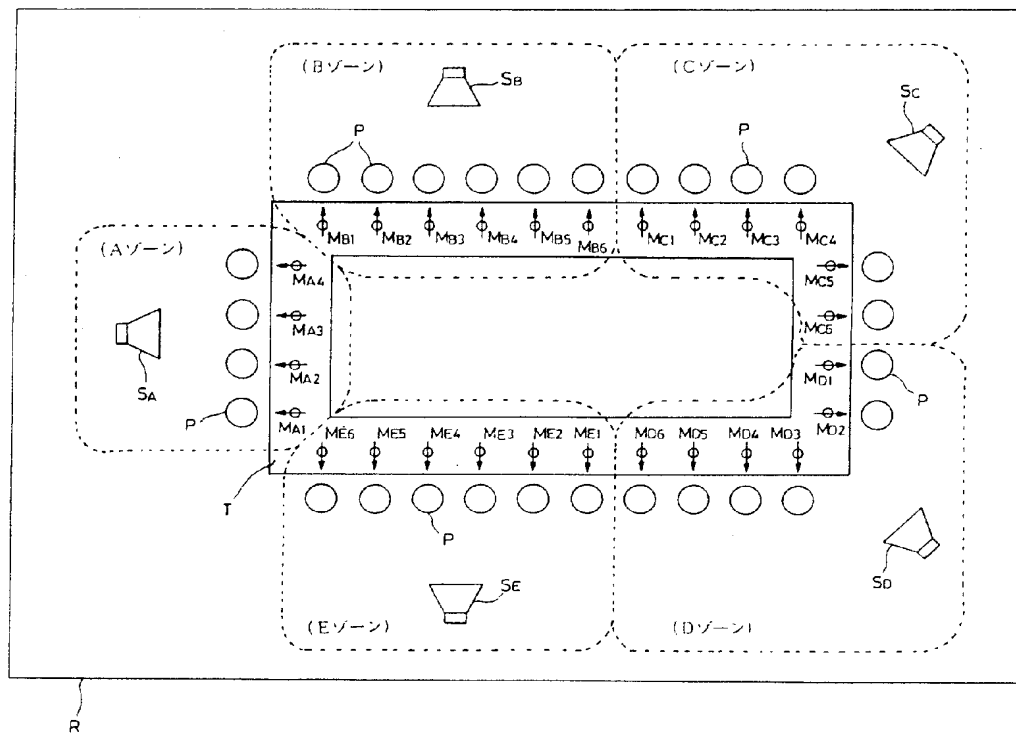 (Bゾーン)
SB
(Cゾーン)
SC
P
P
MB1
MB2
MB3
MB4
MB5
MB6
MC1
MC2
MC3
MC4
(Aゾーン)
MA4
MC5
MA3
MC6
SA
MA2
MD1
P
P
MA1
MD2
ME6
ME5
ME4
ME3
ME2
ME1
MD6
MD5
MD4
MD3
T
P
SE
SD
(Eゾーン)
(Dゾーン)
R